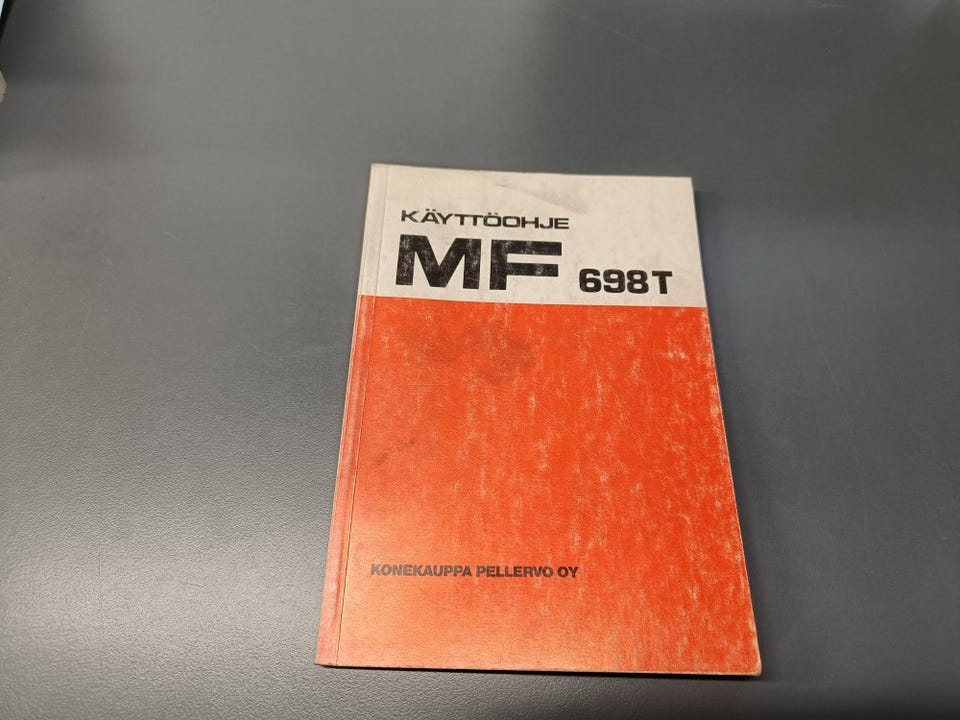 KÄYTTÖOHJE
MF 698T
KONEKAUPPA PELLERVO OY